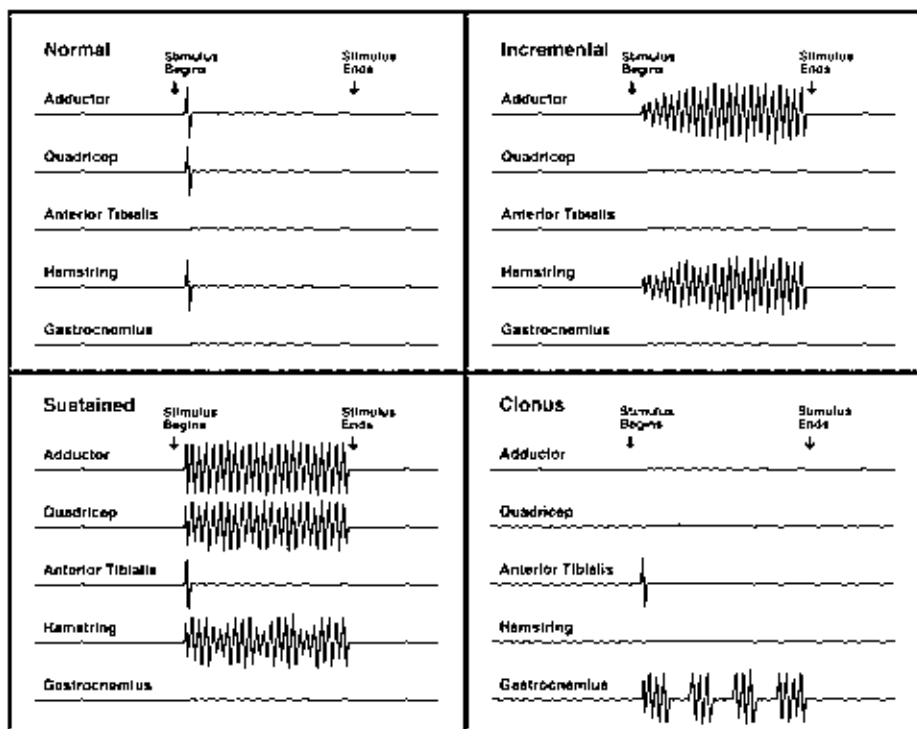 Normal
Stimulus
Begins
Stimulus
Ends
Adductor
Quadricep
Anterior Tibialis
Hamstring
Gastrocnemius
Incremental
Stimulus
Begins
Stimulus
Ends
Adductor
Quadricep
Anterior Tibialis
Hamstring
Gastrocnemius
Sustained
Stimulus
Begins
Stimulus
Ends
Adductor
Quadricep
Anterior Tibialis
Hamstring
Gastrocnemius
Clonus
Stimulus
Begins
Stimulus
Ends
Adductor
Quadricep
Anterior Tibialis
Hamstring
Gastrocnemius